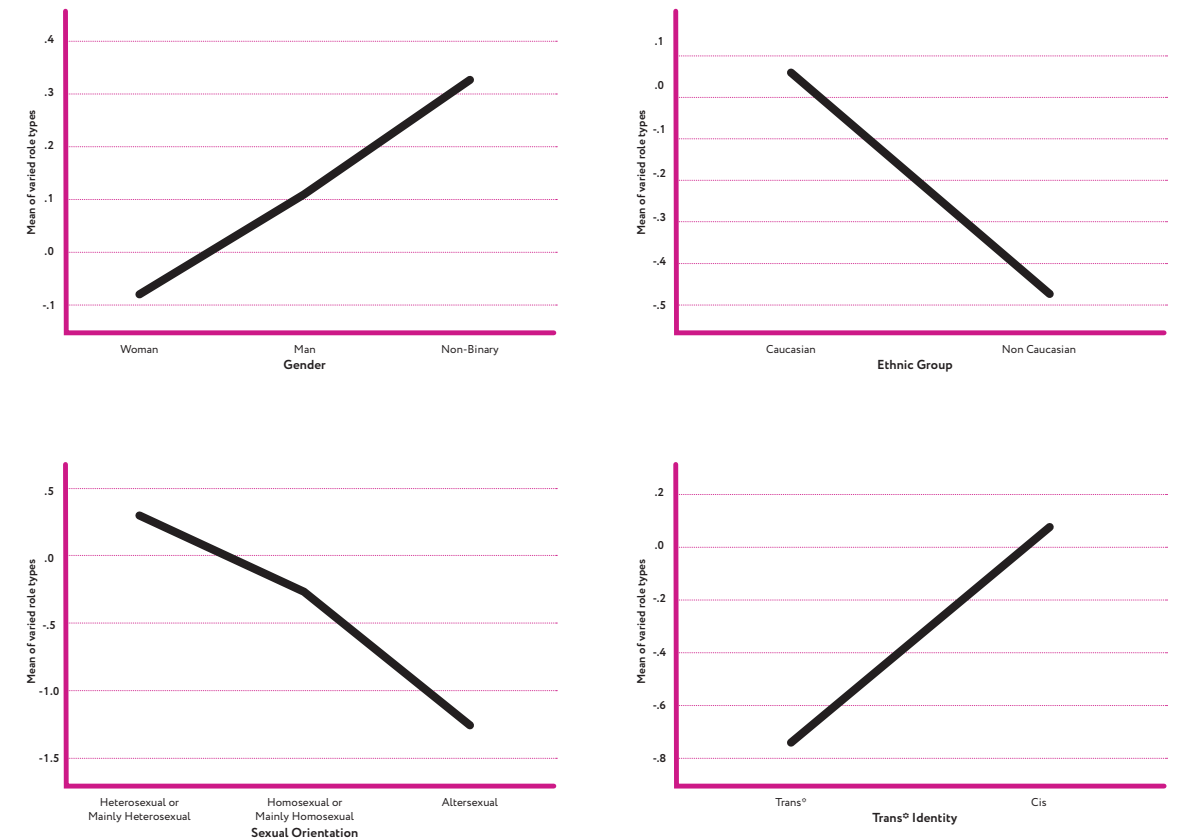 .4
.3
.2
.1
.0
-.1
Mean of varied role types
Woman Man Non-Binary
Gender
.1
.0
-.1
-.2
-.3
-.4
-.5
Mean of varied role types
Caucasian Non Caucasian
Ethnic Group
.5
.0
-.5
-1.0
-1.5
Mean of varied role types
Heterosexual or Homosexual or Altersexual
Mainly Heterosexual Mainly Homosexual
Sexual Orientation
.2
.0
-.2
-.4
-.6
-.8
Mean of varied role types
Trans* Cis
Trans* Identity